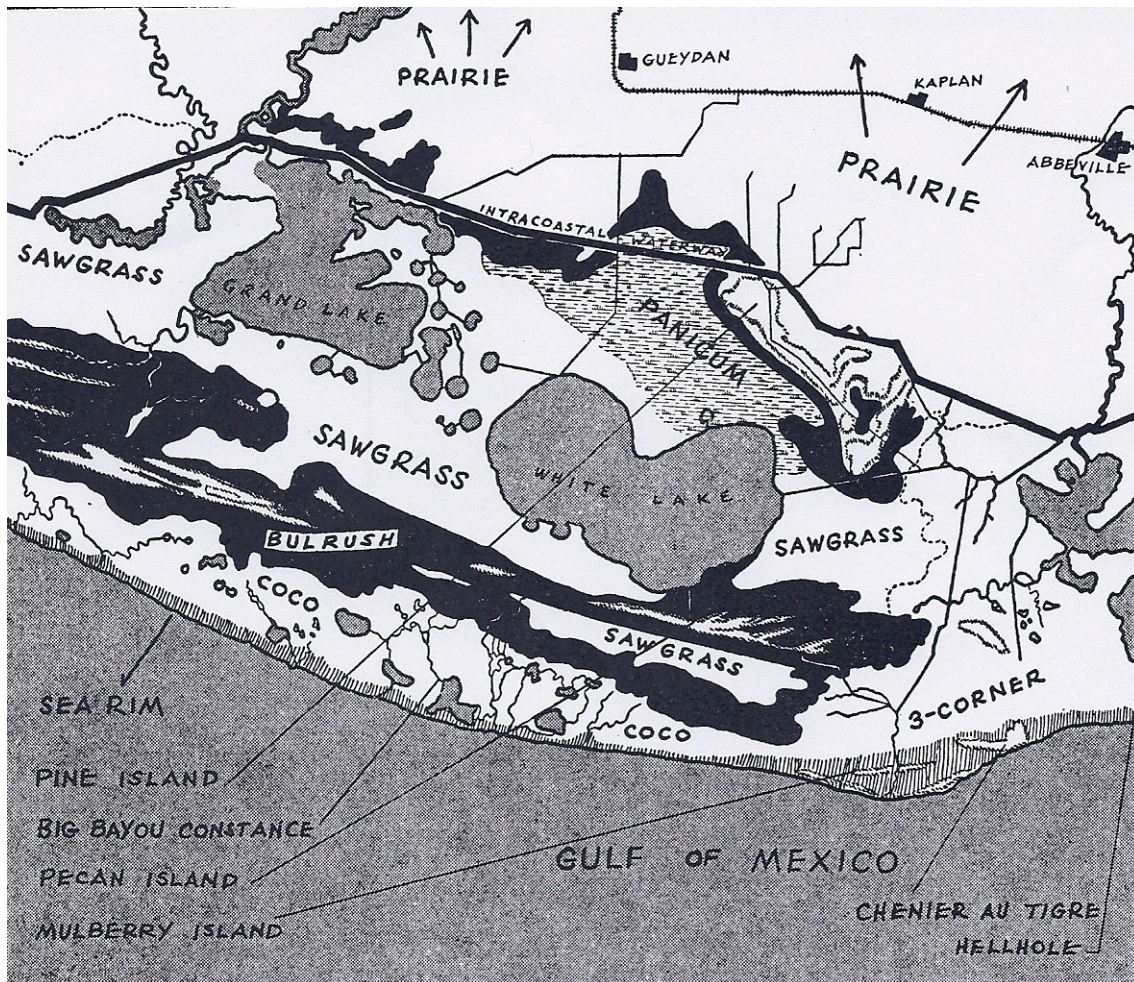 PRAIRIE
GUEYDAN
KAPLAN
ABBEVILLE
PRAIRIE
INTRACOASTAL WATERWAY
SAWGRASS
GRAND LAKE
PANICUM
SAWGRASS
WHITE LAKE
BULRUSH
SAWGRASS
COCO
SAWGRASS
SEA RIM
3-CORNER
COCO
PINE ISLAND
BIG BAYOU CONSTANCE
GULF OF MEXICO
PECAN ISLAND
CHENIER AU TIGRE
MULBERRY ISLAND
HELLHOLE